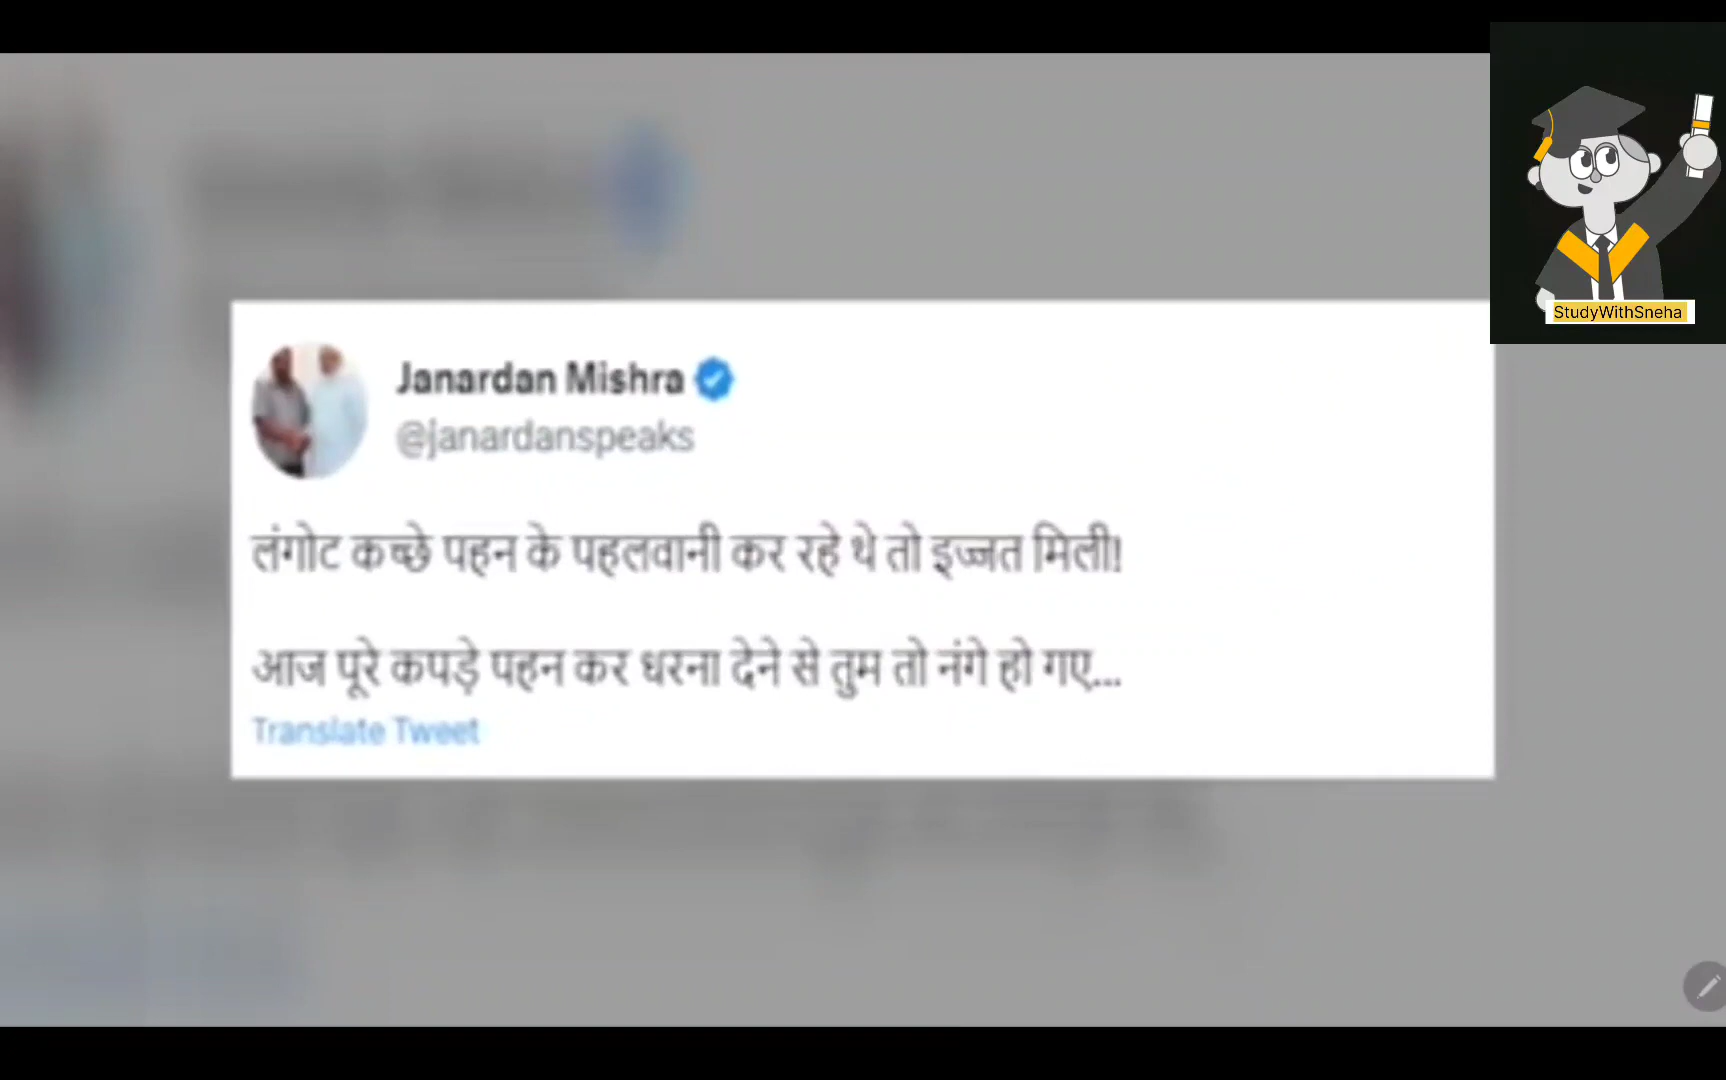 StudyWithSneha
Janardan Mishra
@janardanspeaks
लंगोट कच्छे पहन के पहलवानी कर रहे थे तो इज्जत मिली!
आज पूरे कपड़े पहन कर धरना देने से तुम तो नंगे हो गए...
Translate Tweet